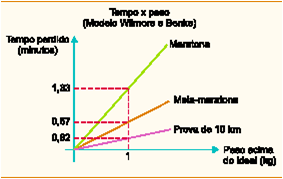 Tempo x peso
(Modelo Wilmore e Benke)
Tempo perdido
(minutos)
Maratona
1,33
Meia-maratona
0,67
Prova de 10 km
0,62
1
Peso acima
do ideal (kg)